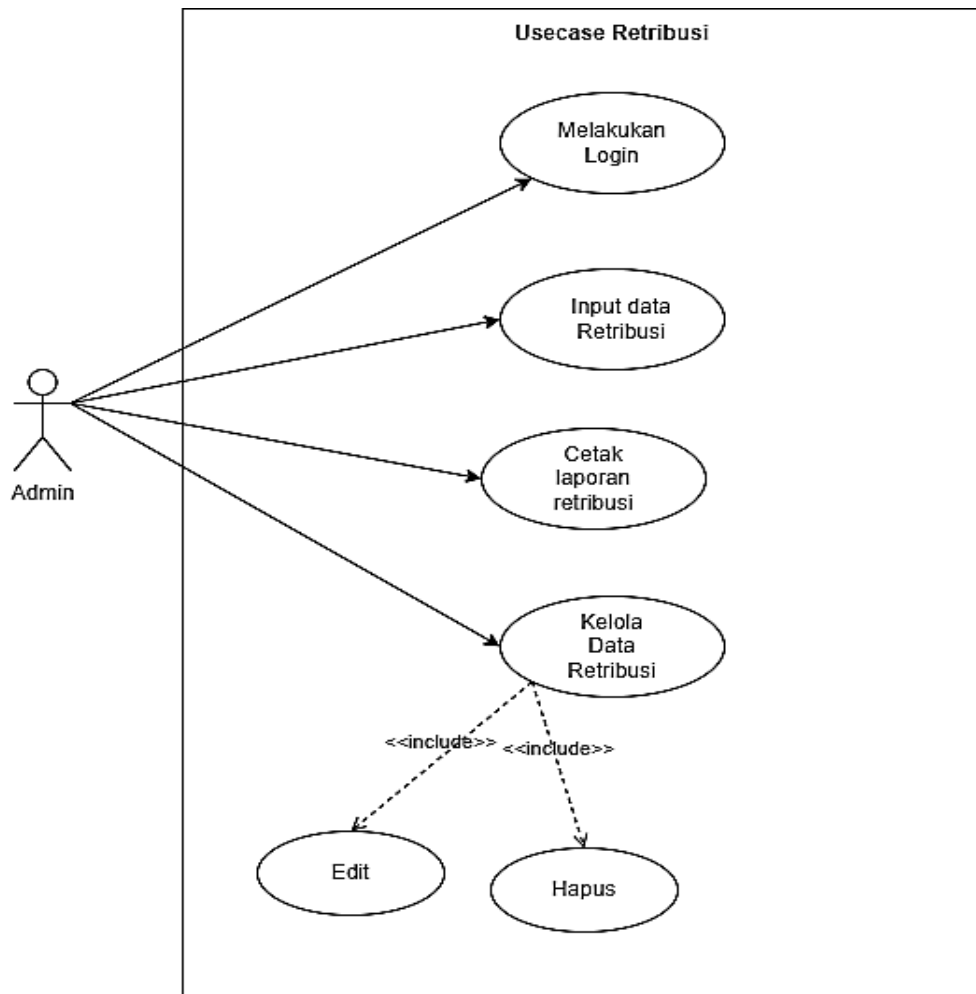 Usecase Retribusi
Melakukan
Login
Input data
Retribusi
Admin
Cetak
laporan
retribusi
Kelola
Data
Retribusi
<<include>>
<<include>>
Edit
Hapus